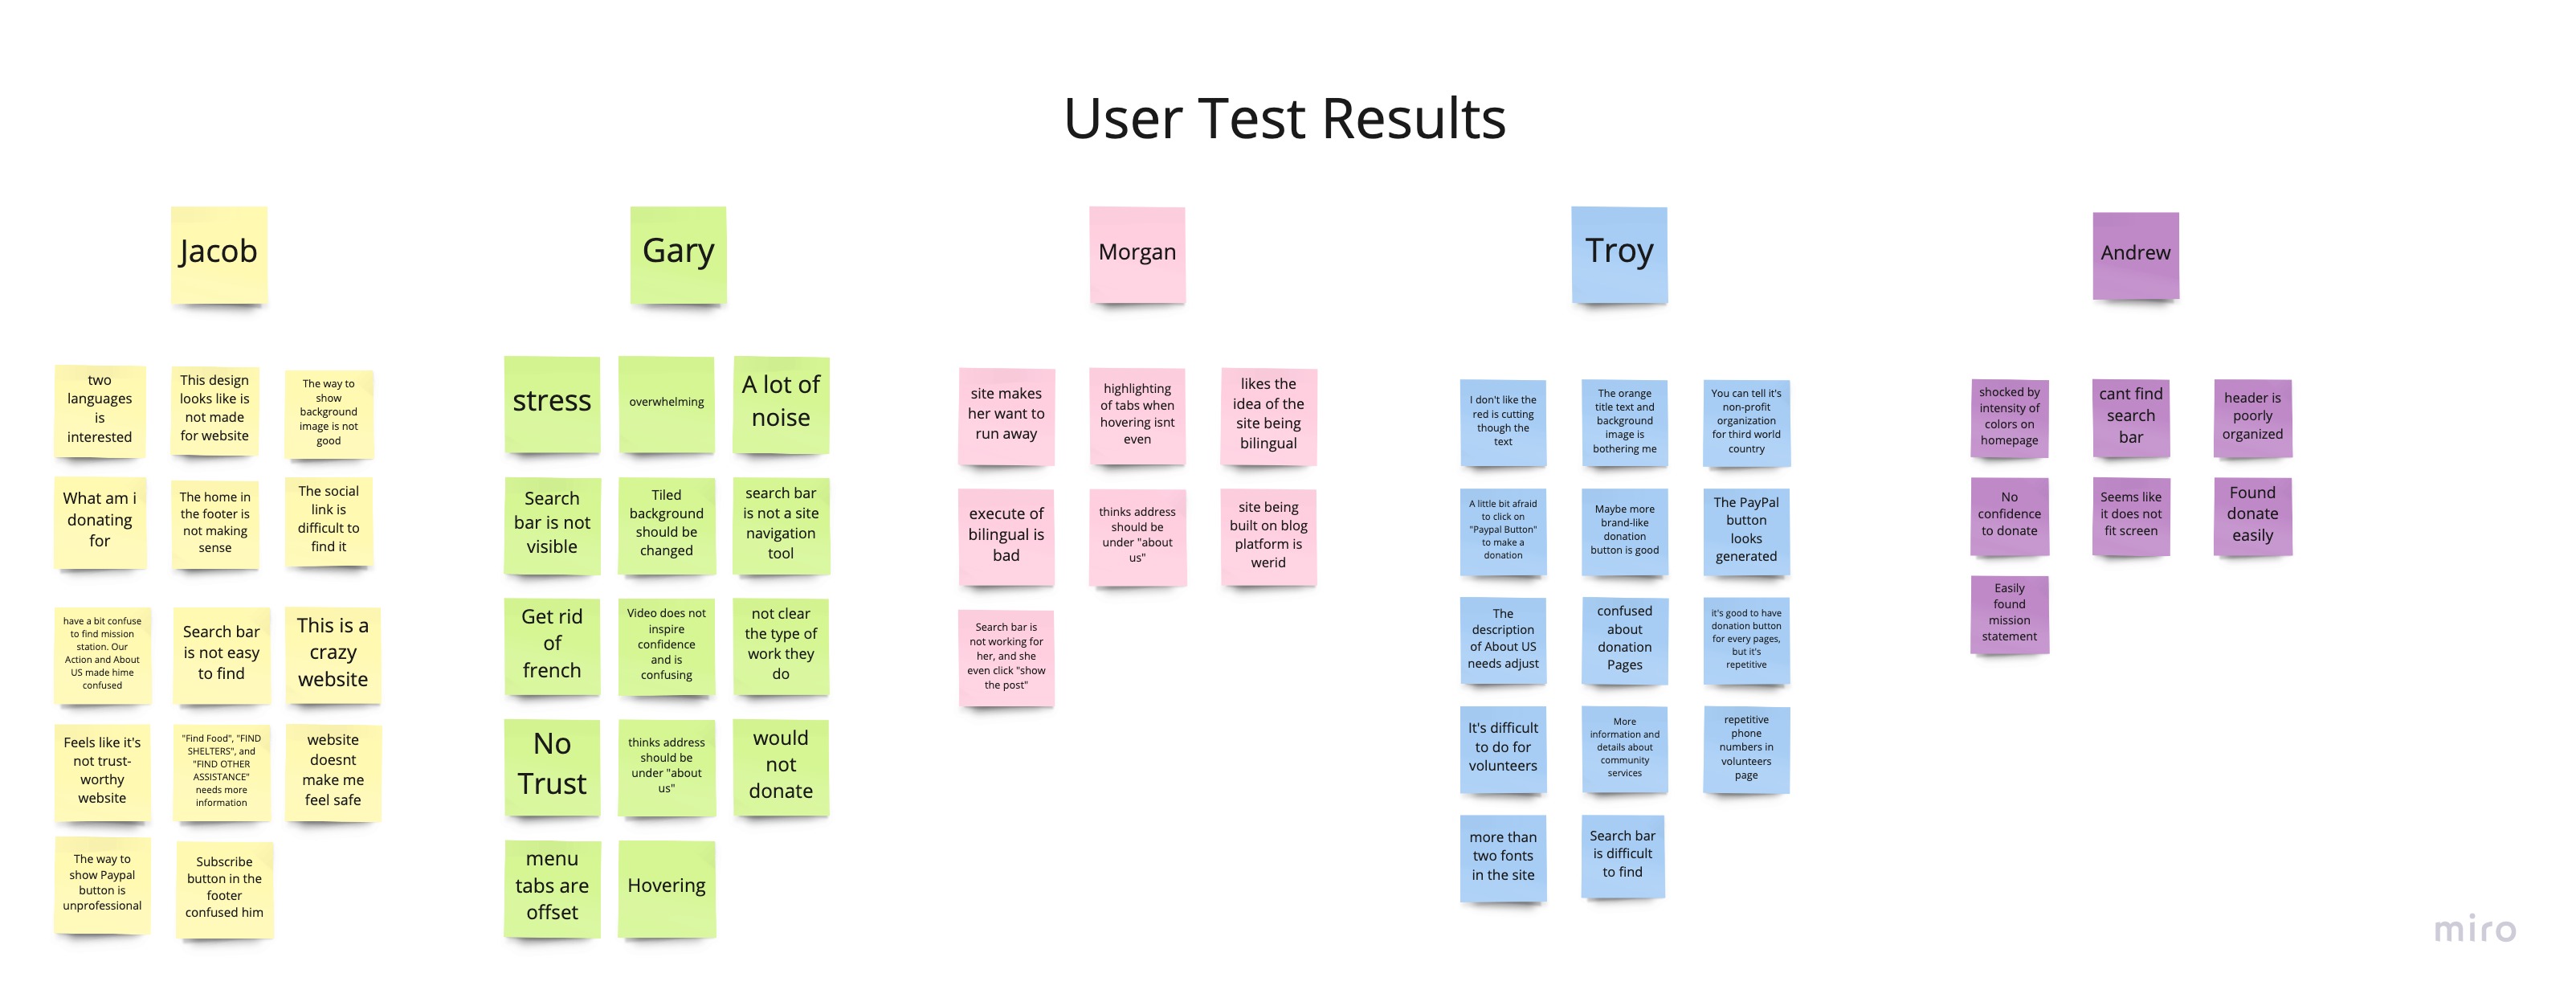 User Test Results
Jacob
two
languages
is
interested
This design
looks like is
not made
for website
The way to
show
background
image is not
good
What am i
donating
for
The home in
the footer is
not making
sense
The social
link is
difficult to
find it
have a bit confuse
to find mission
station. Our
Action and About
US made hime
confused
Search bar
is not easy
to find
This is a
crazy
website
Feels like it's
not trust-
worthy
website
"Find Food", "FIND
SHELTERS", and
"FIND OTHER
ASSISTANCE"
needs more
information
website
doesnt
make me
feel safe
The way to
show Paypal
button is
unprofessional
Subscribe
button in the
footer
confused him
Gary
stress
overwhelming
A lot of
noise
Search
bar is not
visible
Tiled
background
should be
changed
search bar
is not a site
navigation
tool
Get rid
of
french
Video does not
inspire
confidence
and is
confusing
not clear
the type of
work they
do
No
Trust
thinks address
should be
under "about
us"
would
not
donate
menu
tabs are
offset
Hovering
Morgan
site makes
her want to
run away
highlighting
of tabs when
hovering isnt
even
likes the
idea of the
site being
bilingual
execute of
bilingual is
bad
thinks address
should be
under "about
us"
site being
built on blog
platform is
werid
Search bar is
not working for
her, and she
even click "show
the post"
Troy
I don't like the
red is cutting
though the
text
The orange
title text and
background
image is
bothering me
You can tell it's
non-profit
organization
for third world
country
A little bit afraid
to click on
"Paypal Button"
to make a
donation
Maybe more
brand-like
donation
button is good
The PayPal
button
looks
generated
The
description
of About US
needs adjust
confused
about
donation
Pages
it's good to have
donation button
for every pages,
but it's
repetitive
It's difficult
to do for
volunteers
More
information and
details about
community
services
repetitive
phone
numbers in
volunteers
page
more than
two fonts
in the site
Search bar
is difficult
to find
Andrew
shocked by
intensity of
colors on
homepage
cant find
search
bar
header is
poorly
organized
No
confidence
to donate
Seems like
it does not
fit screen
Found
donate
easily
Easily
found
mission
statement
miro